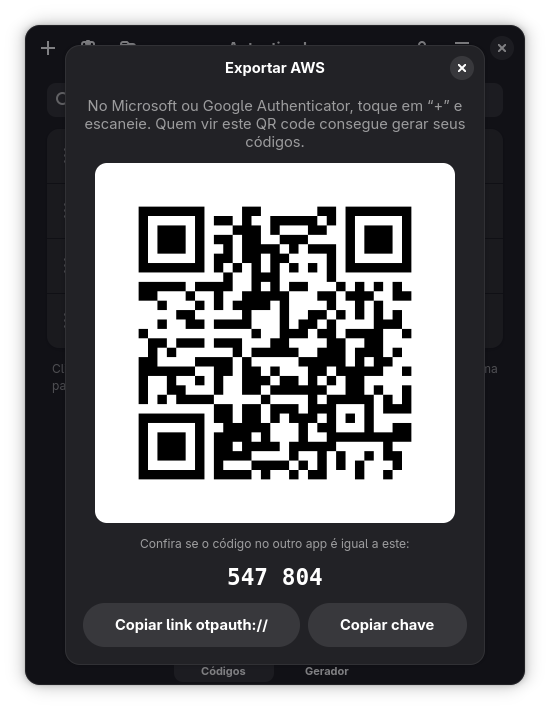 Exportar AWS
No Microsoft ou Google Authenticator, toque em “+” e
escaneie. Quem vir este QR code consegue gerar seus
códigos.
Confira se o código no outro app é igual a este:
547 804
Copiar link otpauth://
Copiar chave
Códigos
Gerador